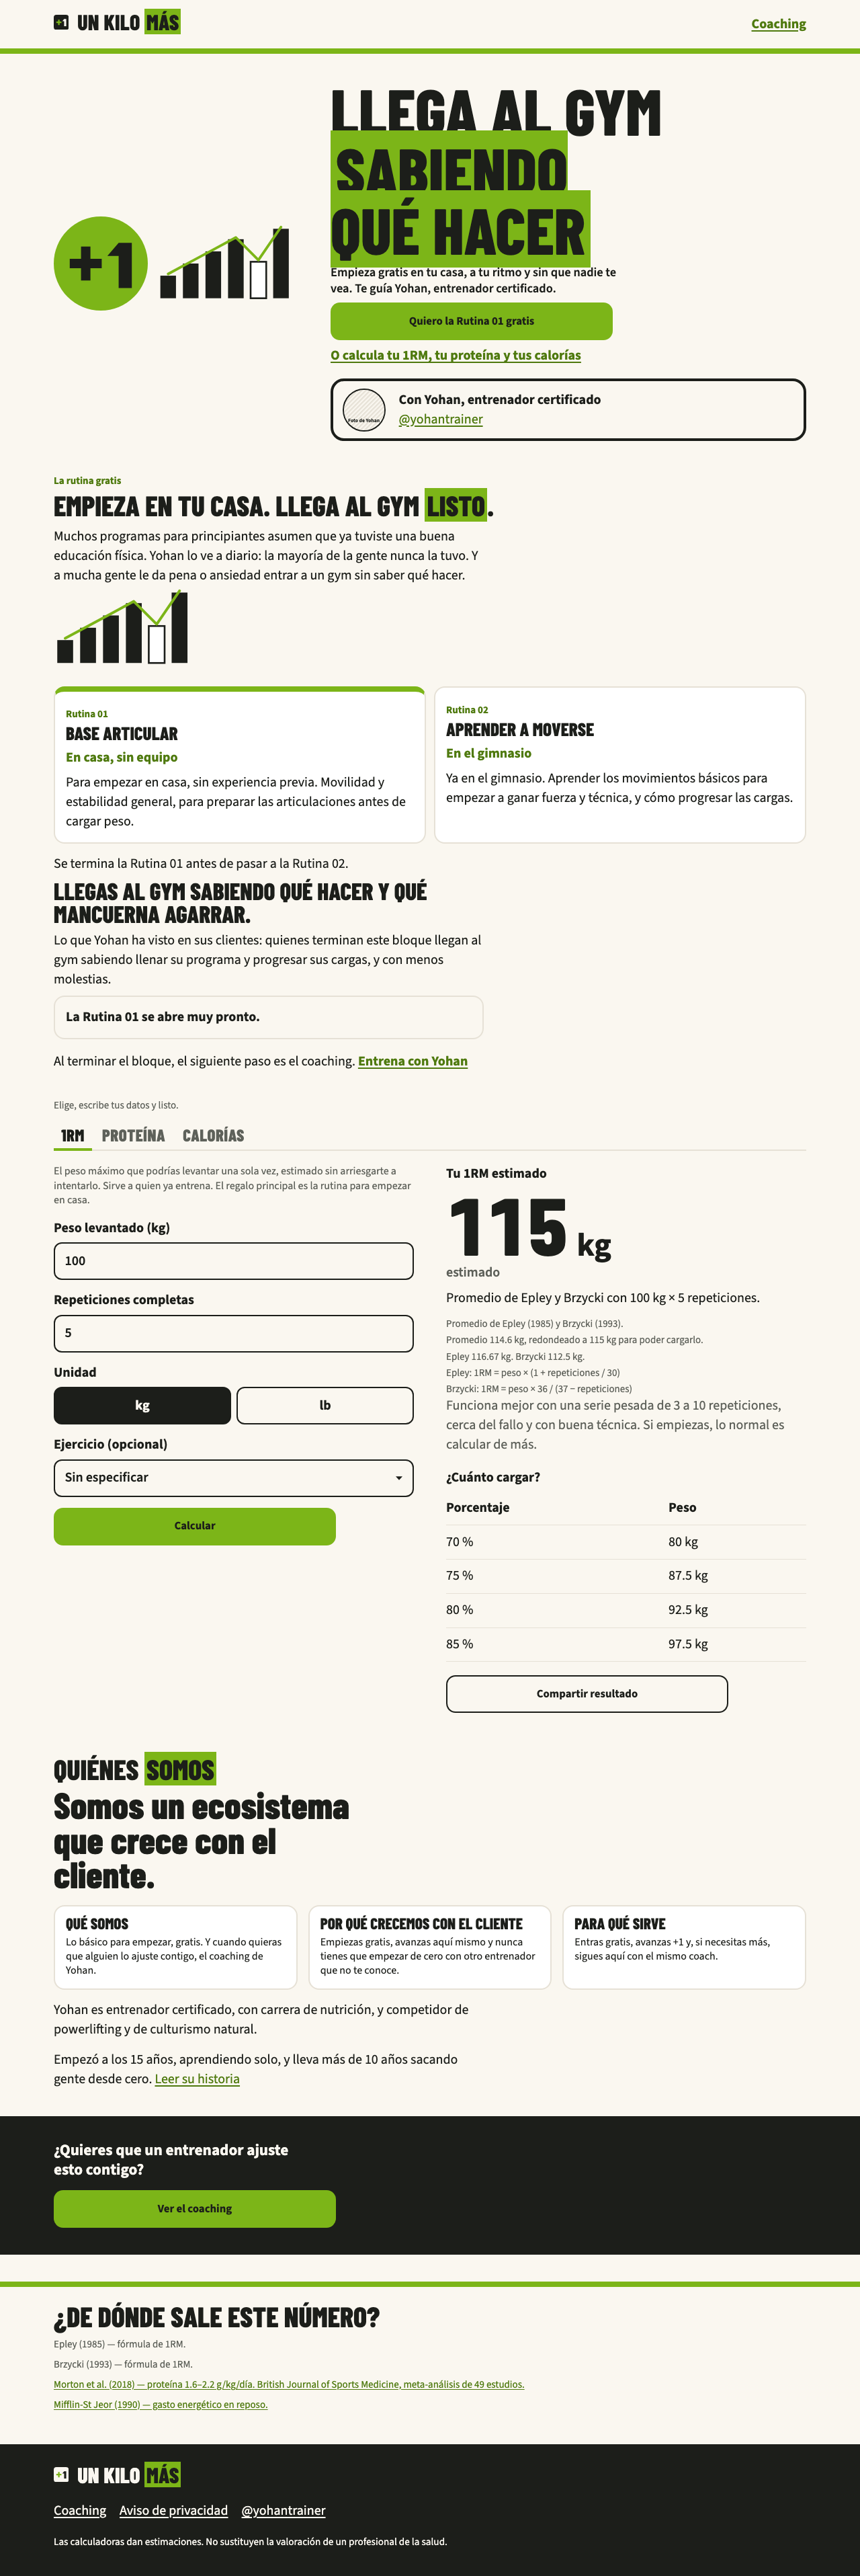 +1 UN KILO MÁS
Coaching
LLEGA AL GYM
SABIENDO
QUÉ HACER
+1
Empieza gratis en tu casa, a tu ritmo y sin que nadie te
vea. Te guía Yohan, entrenador certificado.
Quiero la Rutina 01 gratis
O calcula tu 1RM, tu proteína y tus calorías
Foto de Yohan
Con Yohan, entrenador certificado
@yohantrainer
La rutina gratis
EMPIEZA EN TU CASA. LLEGA AL GYM LISTO.
Muchos programas para principiantes asumen que ya tuviste una buena
educación física. Yohan lo ve a diario: la mayoría de la gente nunca la tuvo. Y
a mucha gente le da pena o ansiedad entrar a un gym sin saber qué hacer.
Rutina 01
BASE ARTICULAR
En casa, sin equipo
Para empezar en casa, sin experiencia previa. Movilidad y
estabilidad general, para preparar las articulaciones antes de
cargar peso.
Rutina 02
APRENDER A MOVERSE
En el gimnasio
Ya en el gimnasio. Aprender los movimientos básicos para
empezar a ganar fuerza y técnica, y cómo progresar las cargas.
Se termina la Rutina 01 antes de pasar a la Rutina 02.
LLEGAS AL GYM SABIENDO QUÉ HACER Y QUÉ
MANCUERNA AGARRAR.
Lo que Yohan ha visto en sus clientes: quienes terminan este bloque llegan al
gym sabiendo llenar su programa y progresar sus cargas, y con menos
molestias.
La Rutina 01 se abre muy pronto.
Al terminar el bloque, el siguiente paso es el coaching. Entrena con Yohan
Elige, escribe tus datos y listo.
1RM PROTEÍNA CALORÍAS
El peso máximo que podrías levantar una sola vez, estimado sin arriesgarte a
intentarlo. Sirve a quien ya entrena. El regalo principal es la rutina para empezar
en casa.
Peso levantado (kg)
100
Repeticiones completas
5
Unidad
kg
lb
Ejercicio (opcional)
Sin especificar
Calcular
Tu 1RM estimado
115 kg
estimado
Promedio de Epley y Brzycki con 100 kg × 5 repeticiones.
Promedio de Epley (1985) y Brzycki (1993).
Promedio 114.6 kg, redondeado a 115 kg para poder cargarlo.
Epley 116.67 kg. Brzycki 112.5 kg.
Epley: 1RM = peso × (1 + repeticiones / 30)
Brzycki: 1RM = peso × 36 / (37 − repeticiones)
Funciona mejor con una serie pesada de 3 a 10 repeticiones,
cerca del fallo y con buena técnica. Si empiezas, lo normal es
calcular de más.
¿Cuánto cargar?
Porcentaje Peso
70 % 80 kg
75 % 87.5 kg
80 % 92.5 kg
85 % 97.5 kg
Compartir resultado
QUIÉNES SOMOS
Somos un ecosistema
que crece con el
cliente.
QUÉ SOMOS
Lo básico para empezar, gratis. Y cuando quieras
que alguien lo ajuste contigo, el coaching de
Yohan.
POR QUÉ CRECEMOS CON EL CLIENTE
Empiezas gratis, avanzas aquí mismo y nunca
tienes que empezar de cero con otro entrenador
que no te conoce.
PARA QUÉ SIRVE
Entras gratis, avanzas +1 y, si necesitas más,
sigues aquí con el mismo coach.
Yohan es entrenador certificado, con carrera de nutrición, y competidor de
powerlifting y de culturismo natural.
Empezó a los 15 años, aprendiendo solo, y lleva más de 10 años sacando
gente desde cero. Leer su historia
¿Quieres que un entrenador ajuste
esto contigo?
Ver el coaching
¿DE DÓNDE SALE ESTE NÚMERO?
Epley (1985) — fórmula de 1RM.
Brzycki (1993) — fórmula de 1RM.
Morton et al. (2018) — proteína 1.6–2.2 g/kg/día. British Journal of Sports Medicine, meta-análisis de 49 estudios.
Mifflin-St Jeor (1990) — gasto energético en reposo.
+1 UN KILO MÁS
Coaching Aviso de privacidad @yohantrainer
Las calculadoras dan estimaciones. No sustituyen la valoración de un profesional de la salud.